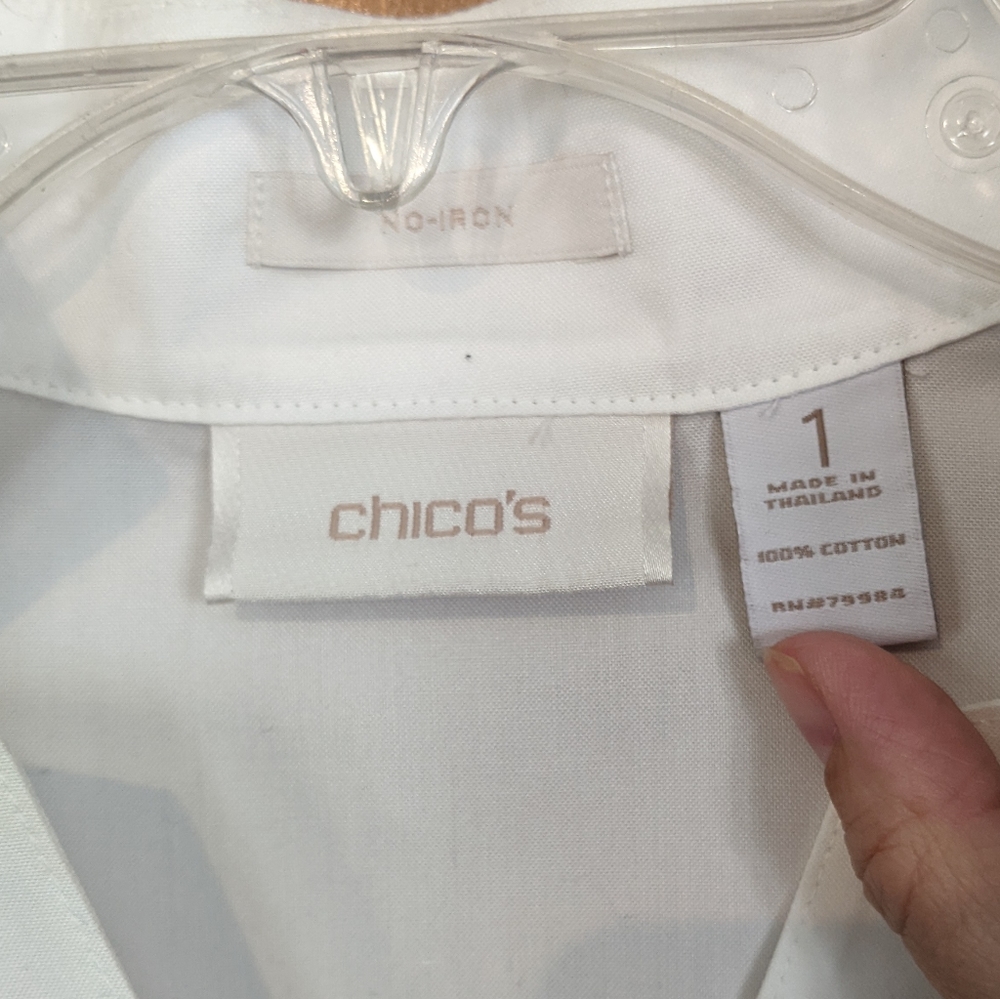 NO-IRON
chico's
1
MADE IN
THAILAND
100% COTTON
RN#79984